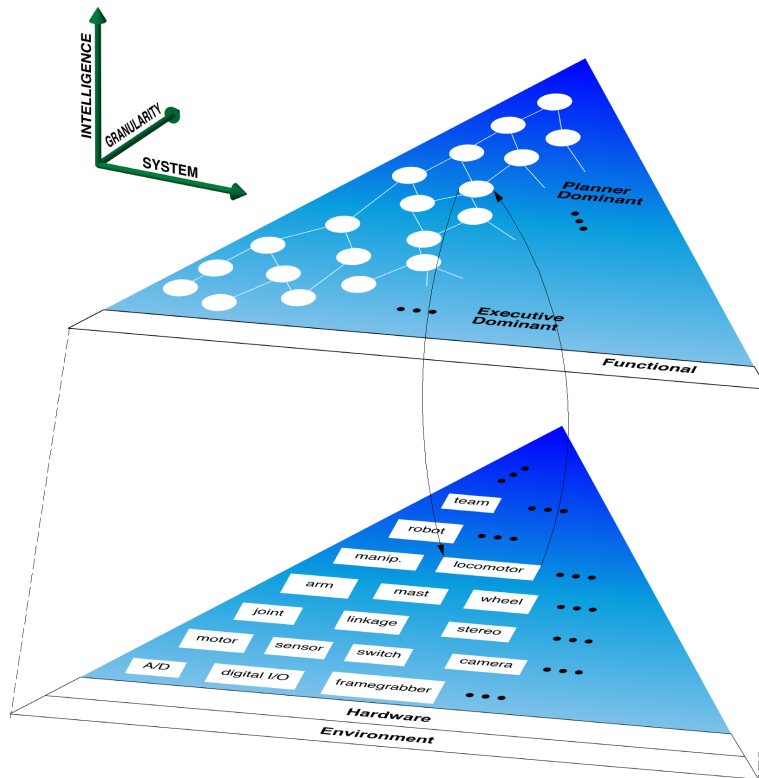 INTELLIGENCE
GRANULARITY
SYSTEM
Planner
Dominant
Executive
Dominant
Functional
team
robot
manip. locomotor
arm mast wheel
joint linkage stereo
motor sensor switch camera
A/D digital I/O framegrabber
Hardware
Environment